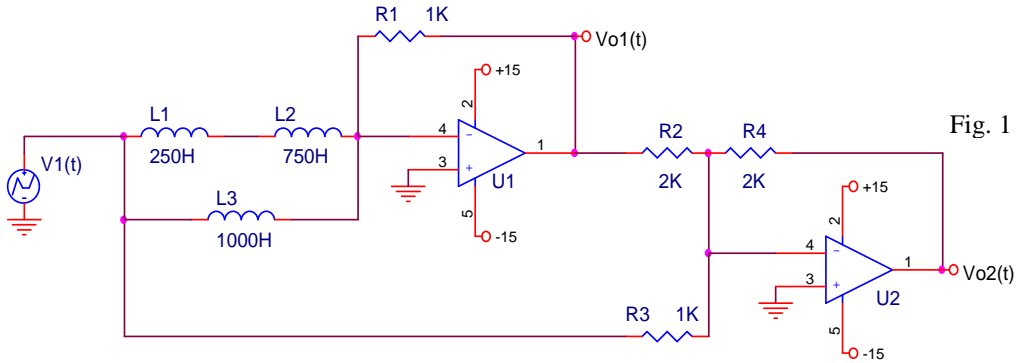 R1 1K
Vo1(t)
+15
2
L1
L2
4
−
Fig. 1
250H
750H
1
R2
R4
V1(t)
3
+
U1
2K
2K
+15
L3
5
2
1000H
-15
4
−
1
Vo2(t)
3
+
U2
R3 1K
5
-15